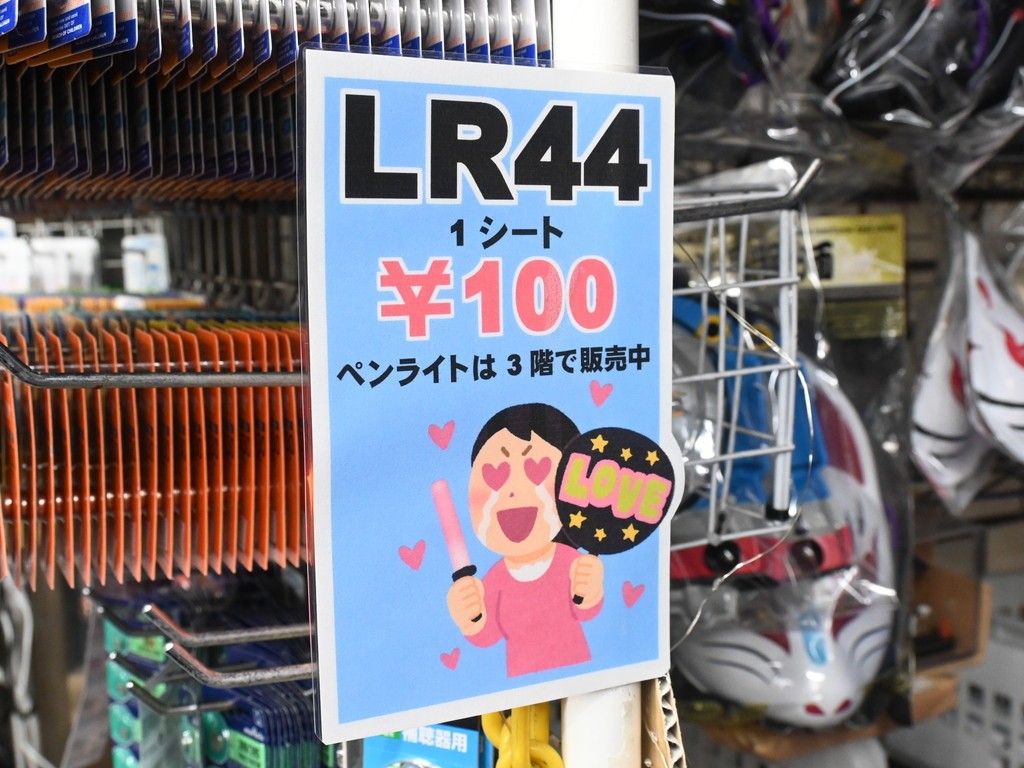 LR44
1 シート
¥100
ペンライトは 3 階で販売中
LOVE
補聴器用